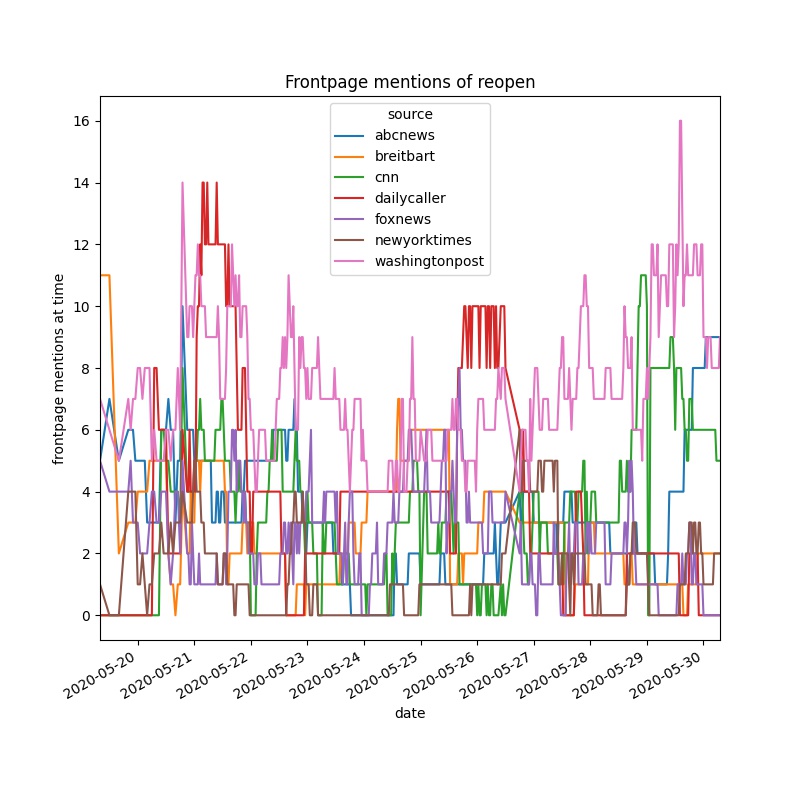 Frontpage mentions of reopen
source
abcnews
breitbart
cnn
dailycaller
foxnews
newyorktimes
washingtonpost
frontpage mentions at time
16
14
12
10
8
6
4
2
0
2020-05-20
2020-05-21
2020-05-22
2020-05-23
2020-05-24
2020-05-25
2020-05-26
2020-05-27
2020-05-28
2020-05-29
2020-05-30
date